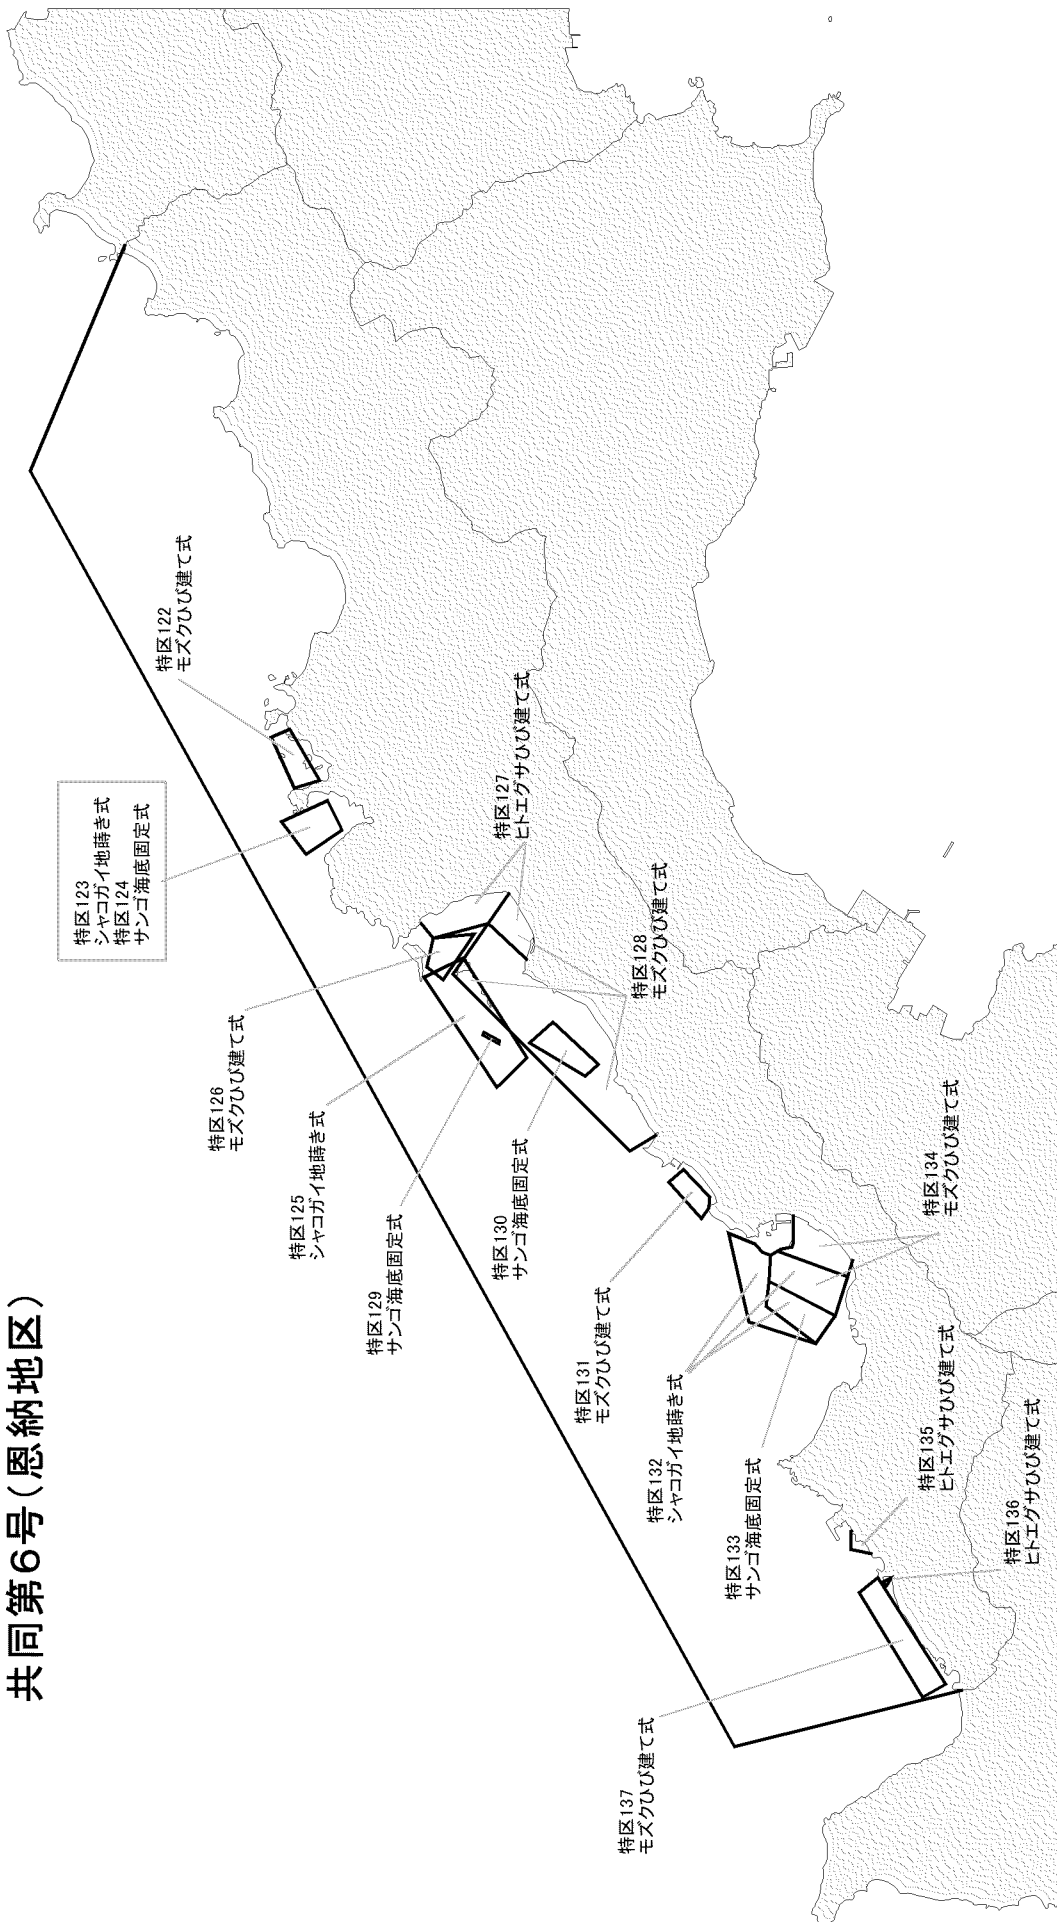 共同第6号(恩納地区)
特区122
モズクひび建て式
特区123
シャコガイ地蒔き式
特区124
サンゴ海底固定式
特区127
ヒトエグサひび建て式
特区128
モズクひび建て式
特区126
モズクひび建て式
特区125
シャコガイ地蒔き式
特区129
サンゴ海底固定式
特区130
サンゴ海底固定式
特区131
モズクひび建て式
特区132
シャコガイ地蒔き式
特区133
サンゴ海底固定式
特区134
モズクひび建て式
特区135
ヒトエグサひび建て式
特区136
ヒトエグサひび建て式
特区137
モズクひび建て式